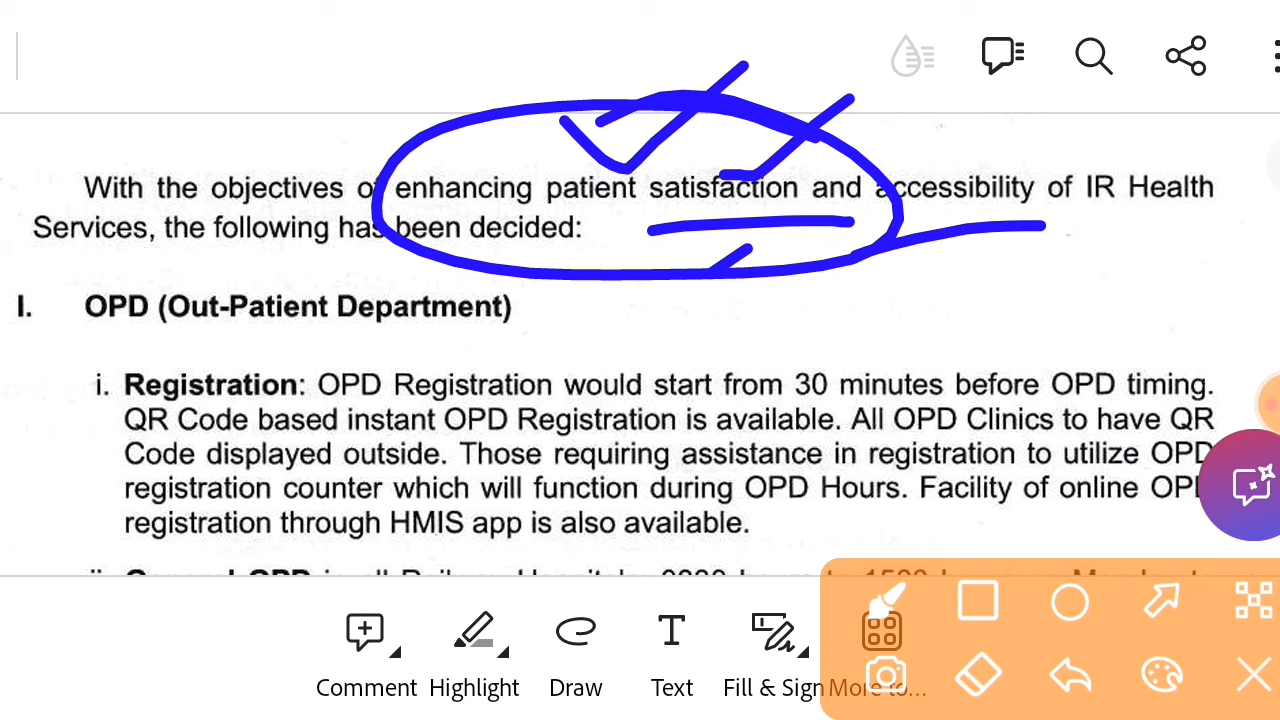 With the objectives of enhancing patient satisfaction and accessibility of IR Health
Services, the following has been decided:
I. OPD (Out-Patient Department)
i. Registration: OPD Registration would start from 30 minutes before OPD timing.
QR Code based instant OPD Registration is available. All OPD Clinics to have QR
Code displayed outside. Those requiring assistance in registration to utilize OPD
registration counter which will function during OPD Hours. Facility of online OPD
registration through HMIS app is also available.
Comment Highlight Draw Text Fill & Sign More to...